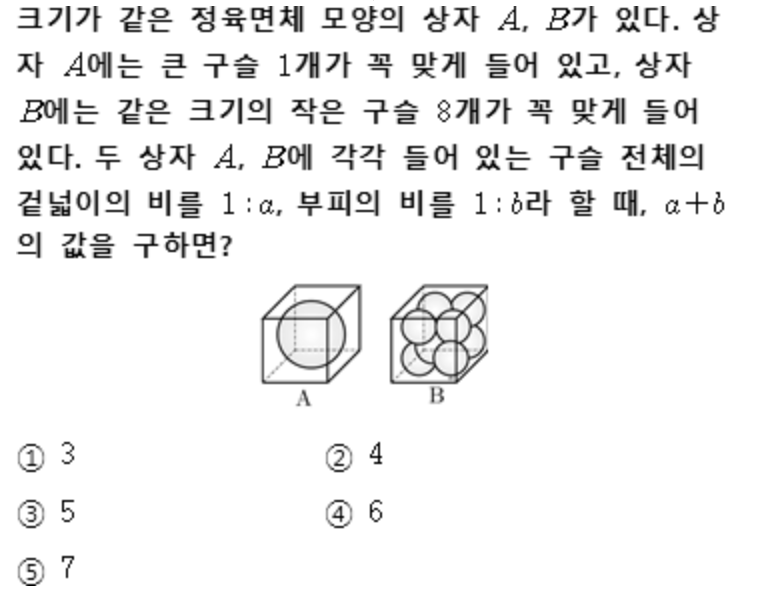 크기가 같은 정육면체 모양의 상자 A, B가 있다. 상
자 A에는 큰 구슬 1개가 꼭 맞게 들어 있고, 상자
B에는 같은 크기의 작은 구슬 8개가 꼭 맞게 들어
있다. 두 상자 A, B에 각각 들어 있는 구슬 전체의
겉넓이의 비를 1:a, 부피의 비를 1:b라 할 때, a+b
의 값을 구하면?
A B
① 3 ② 4
③ 5 ④ 6
⑤ 7